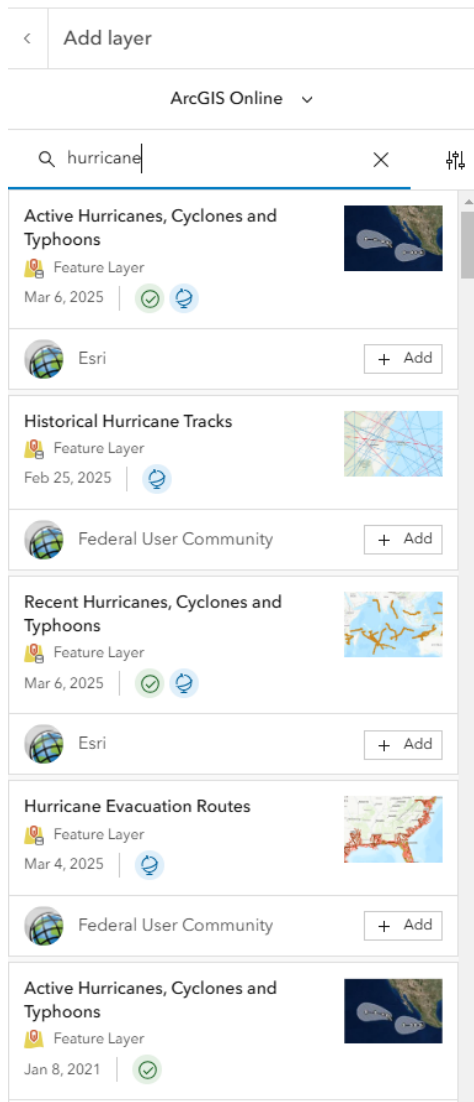 Add layer
ArcGIS Online
hurricane
Active Hurricanes, Cyclones and
Typhoons
Feature Layer
Mar 6, 2025
Esri
+ Add
Historical Hurricane Tracks
Feature Layer
Feb 25, 2025
Federal User Community
+ Add
Recent Hurricanes, Cyclones and
Typhoons
Feature Layer
Mar 6, 2025
Esri
+ Add
Hurricane Evacuation Routes
Feature Layer
Mar 4, 2025
Federal User Community
+ Add
Active Hurricanes, Cyclones and
Typhoons
Feature Layer
Jan 8, 2021